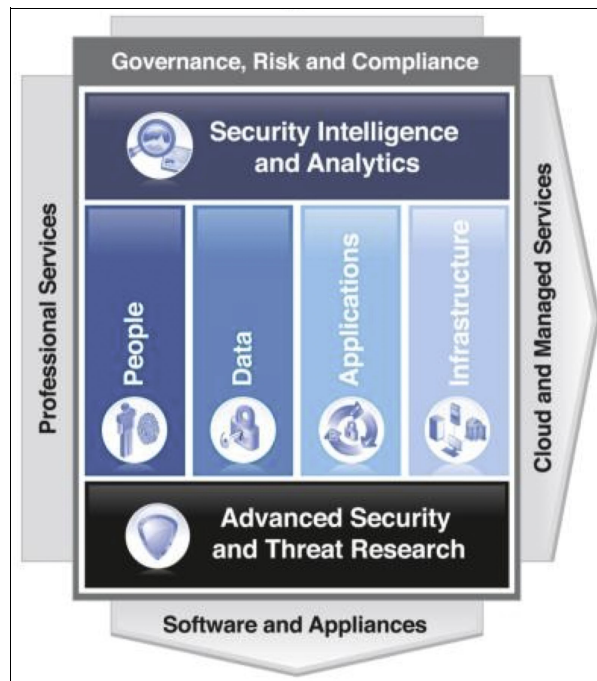 Governance, Risk and Compliance
Security Intelligence
and Analytics
Professional Services
People
Data
Applications
Infrastructure
Cloud and Managed Services
Advanced Security
and Threat Research
Software and Appliances